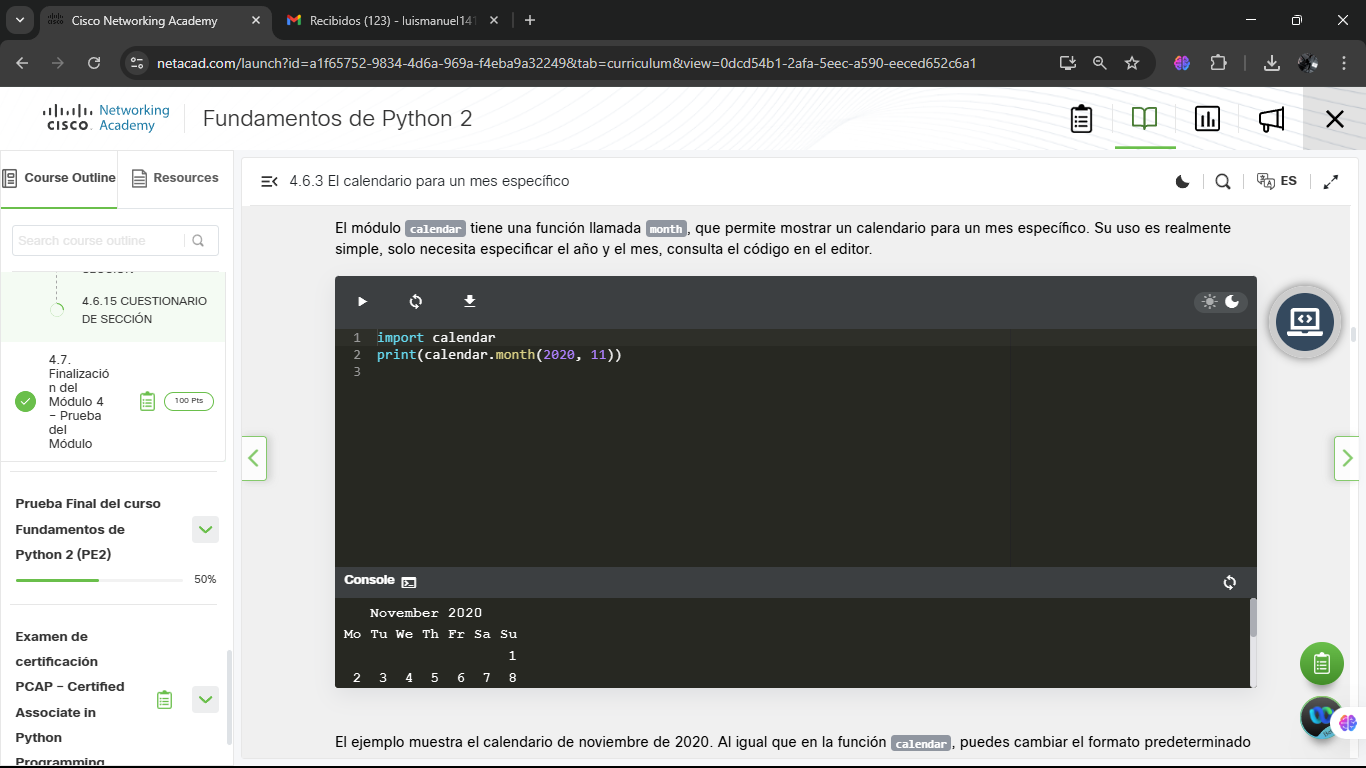 Cisco Networking Academy
Recibidos (123) - luismanuel141
netacad.com/launch?id=a1f65752-9834-4d6a-969a-f4eba9a32249&tab=curriculum&view=0dcd54b1-2afa-5eec-a590-eeced652c6a1
CISCO Networking Academy
Fundamentos de Python 2
Course Outline
Resources
Search course outline
SECCIÓN
4.6.15 CUESTIONARIO
DE SECCIÓN
4.7.
Finalizació
n del
Módulo 4
– Prueba
del
Módulo
100 Pts
Prueba Final del curso
Fundamentos de
Python 2 (PE2)
50%
Examen de
certificación
PCAP – Certified
Associate in
Python
Programming
4.6.3 El calendario para un mes específico
ES
El módulo calendar tiene una función llamada month, que permite mostrar un calendario para un mes específico. Su uso es realmente
simple, solo necesita especificar el año y el mes, consulta el código en el editor.
1 import calendar
2 print(calendar.month(2020, 11))
3
Console
November 2020
Mo Tu We Th Fr Sa Su
1
2 3 4 5 6 7 8
El ejemplo muestra el calendario de noviembre de 2020. Al igual que en la función calendar, puedes cambiar el formato predeterminado